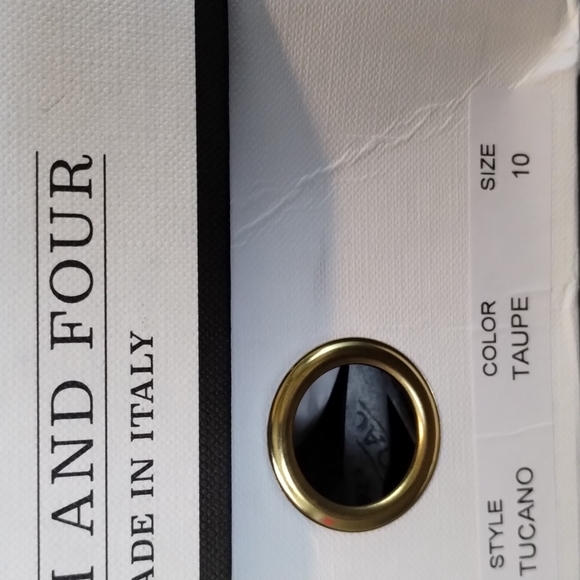 AND FOUR
ADE IN ITALY
STYLE
TUCANO
COLOR
TAUPE
SIZE
10